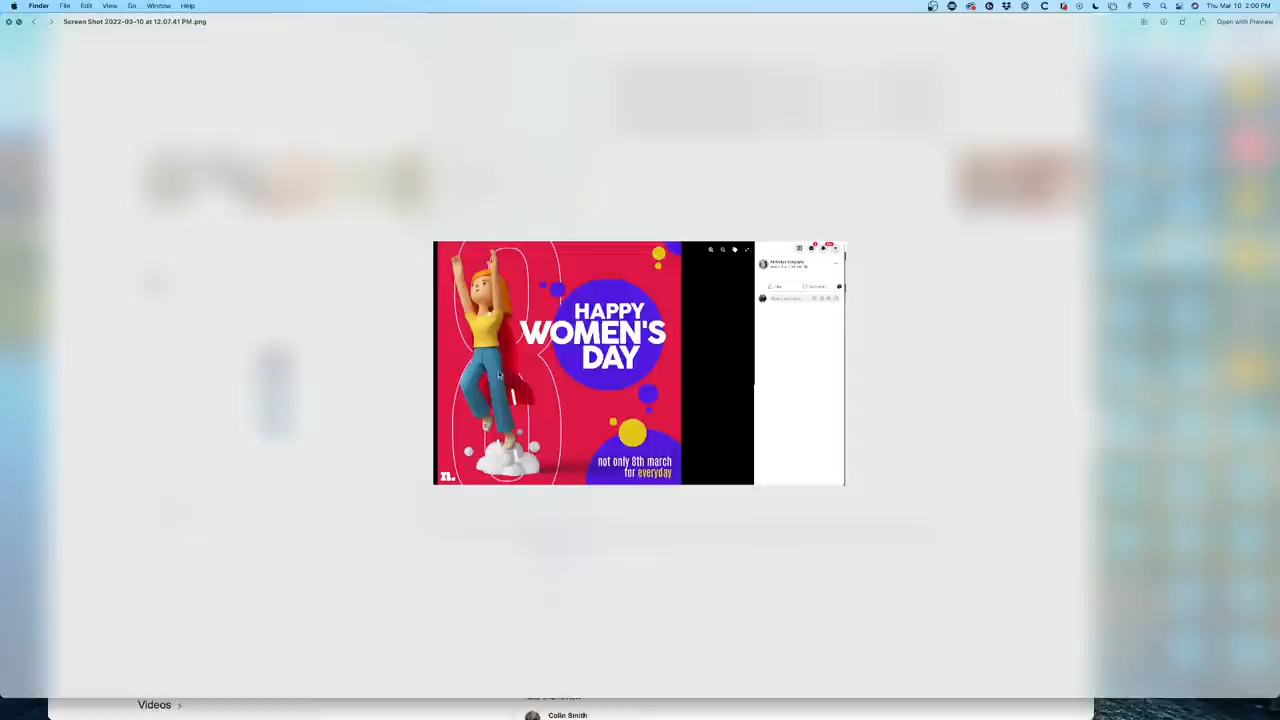 Finder File Edit View Go Window Help
Thu Mar 10 2:00 PM
Screen Shot 2022-03-10 at 12.07.41 PM.png
Open with Preview
HAPPY
WOMEN'S
DAY
not only 8th march
for everyday
n.
Like
Videos
Colin Smith